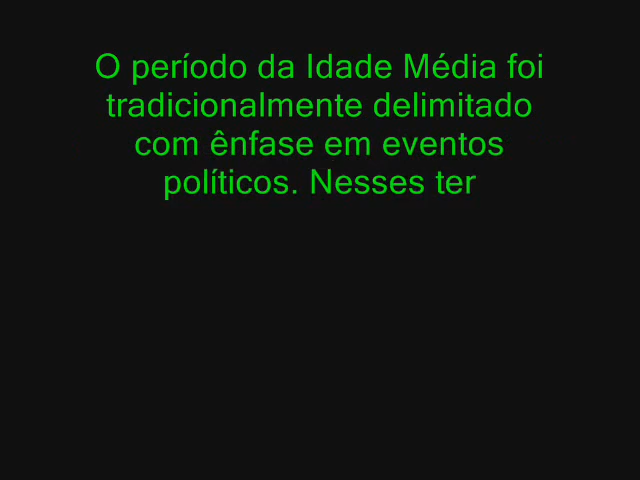 O período da Idade Média foi
tradicionalmente delimitado
com ênfase em eventos
políticos. Nesses ter